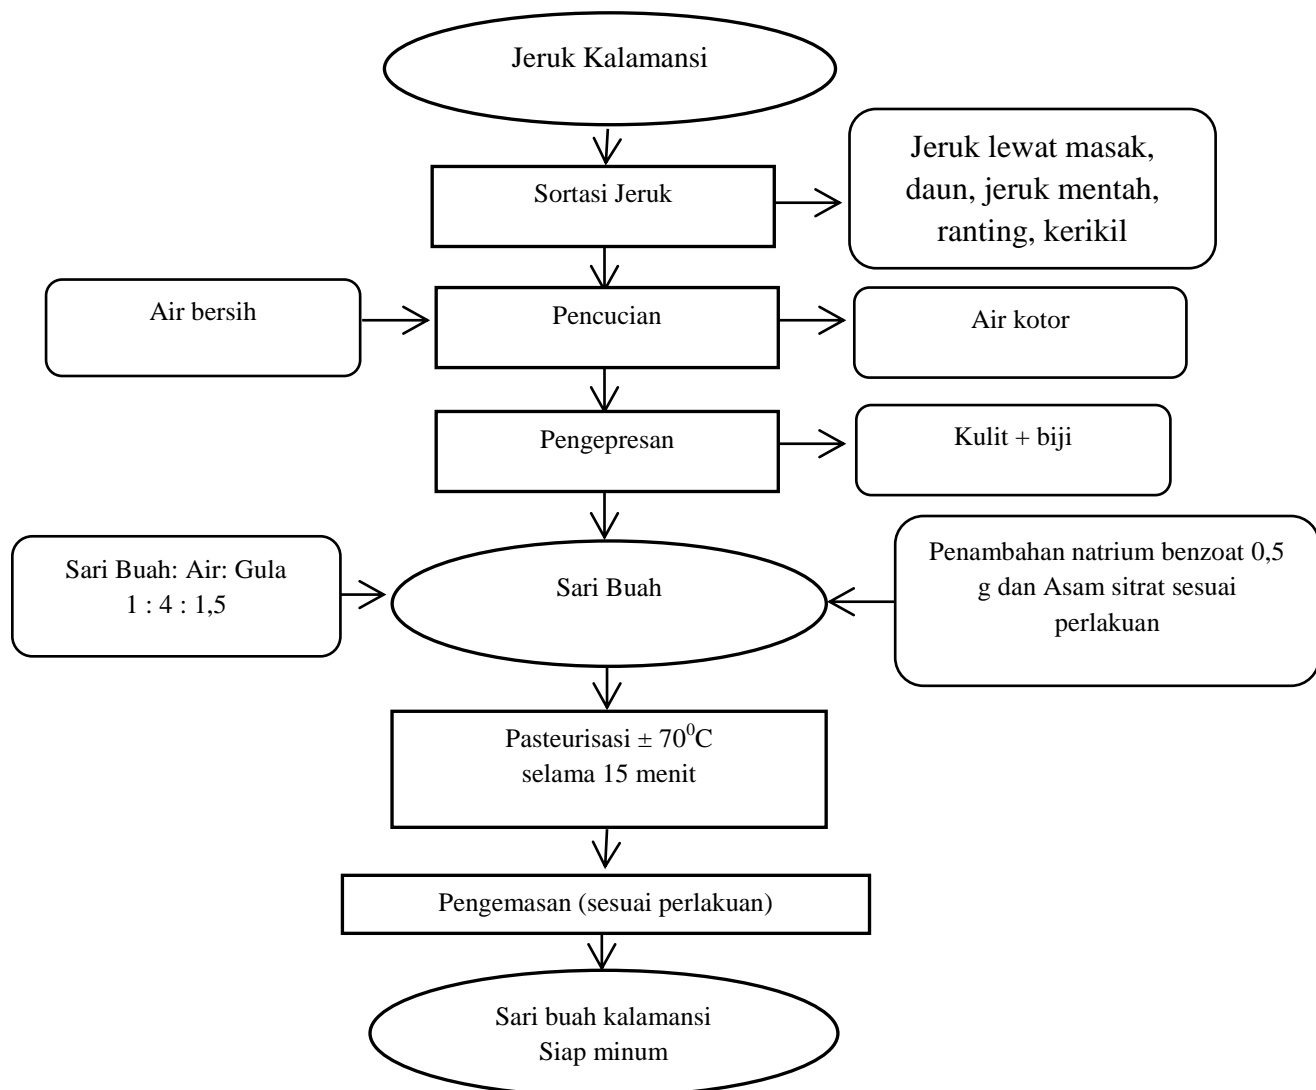 Jeruk Kalamansi
Sortasi Jeruk
Jeruk lewat masak,
daun, jeruk mentah,
ranting, kerikil
Air bersih
Pencucian
Air kotor
Pengepresan
Kulit + biji
Sari Buah: Air: Gula
1 : 4 : 1,5
Sari Buah
Penambahan natrium benzoat 0,5
g dan Asam sitrat sesuai
perlakuan
Pasteurisasi ± 70⁰C
selama 15 menit
Pengemasan (sesuai perlakuan)
Sari buah kalamansi
Siap minum